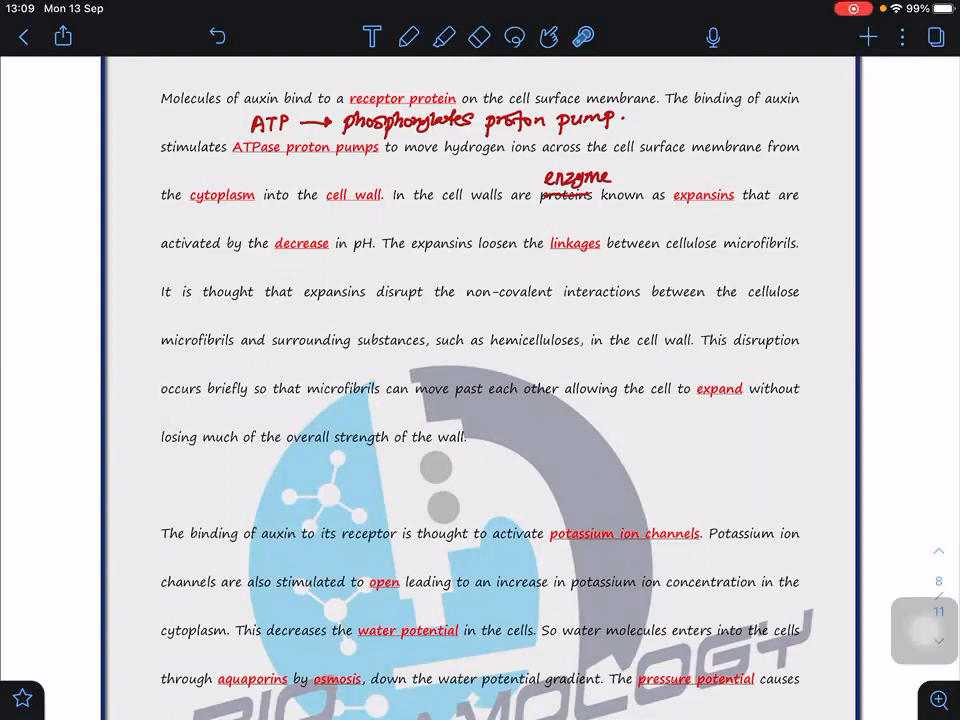 13:09 Mon 13 Sep 99%
Molecules of auxin bind to a receptor protein on the cell surface membrane. The binding of auxin
ATP → phosphorylates proton pump.
stimulates ATPase proton pumps to move hydrogen ions across the cell surface membrane from
enzyme
the cytoplasm into the cell wall. In the cell walls are proteins known as expansins that are
activated by the decrease in pH. The expansins loosen the linkages between cellulose microfibrils.
It is thought that expansins disrupt the non-covalent interactions between the cellulose
microfibrils and surrounding substances, such as hemicelluloses, in the cell wall. This disruption
occurs briefly so that microfibrils can move past each other allowing the cell to expand without
losing much of the overall strength of the wall.
The binding of auxin to its receptor is thought to activate potassium ion channels. Potassium ion
channels are also stimulated to open leading to an increase in potassium ion concentration in the
cytoplasm. This decreases the water potential in the cells. So water molecules enters into the cells
through aquaporins by osmosis, down the water potential gradient. The pressure potential causes
8
/
11